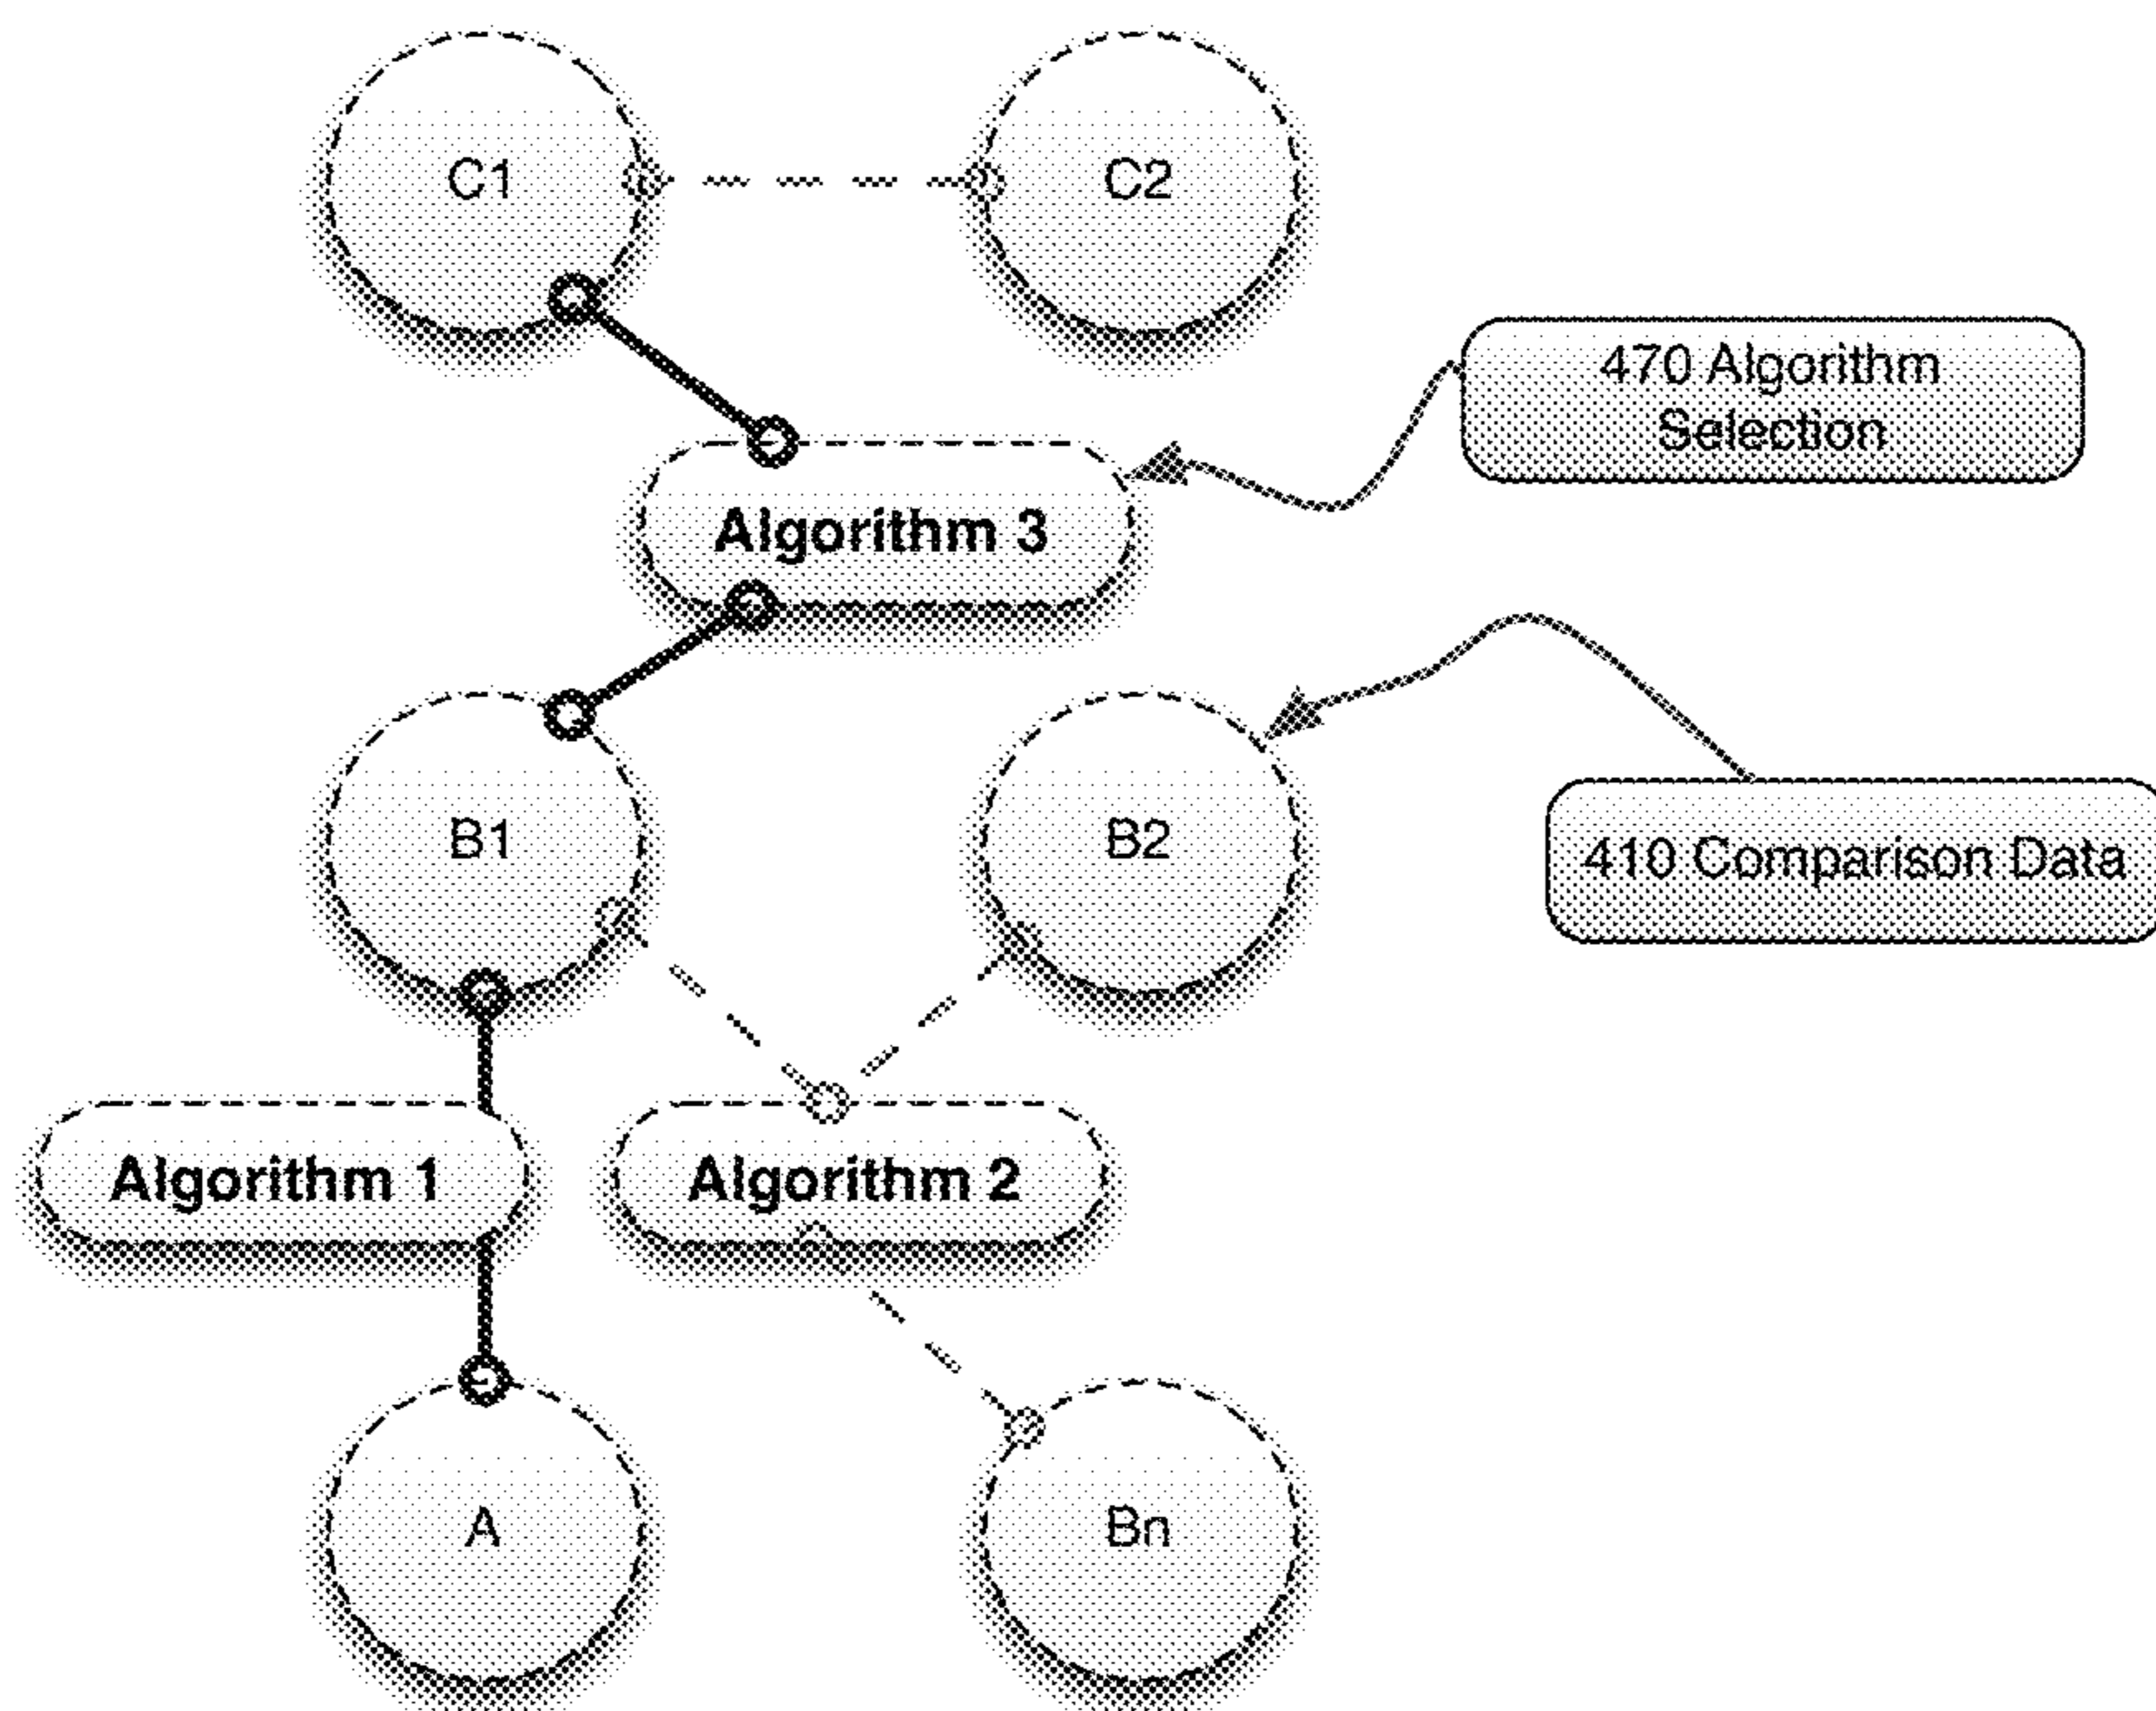 C1
C2
470 Algorithm
Selection
Algorithm 3
B1
B2
410 Comparison Data
Algorithm 1
Algorithm 2
A
Bn